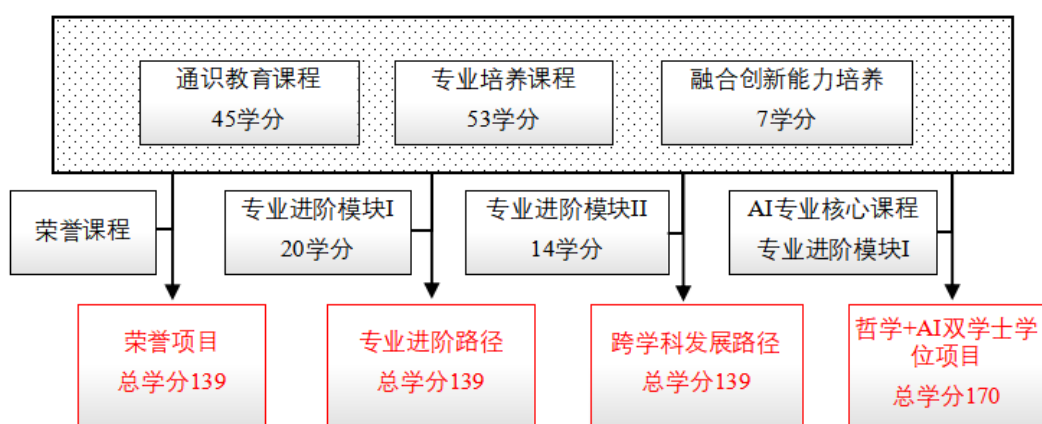 通识教育课程
45学分
专业培养课程
53学分
融合创新能力培养
7学分
荣誉课程
专业进阶模块I
20学分
专业进阶模块II
14学分
AI专业核心课程
专业进阶模块I
荣誉项目
总学分139
专业进阶路径
总学分139
跨学科发展路径
总学分139
哲学+AI双学士学
位项目
总学分170